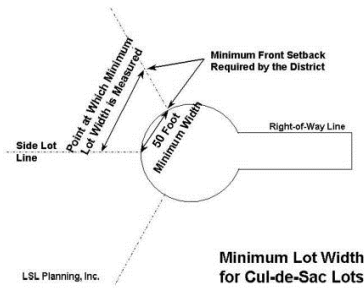 Point at Which Minimum
Lot Width is Measured
Minimum Front Setback
Required by the District
50 Foot
Minimum Width
Right-of-Way Line
Side Lot
Line
Minimum Lot Width
for Cul-de-Sac Lots
LSL Planning, Inc.